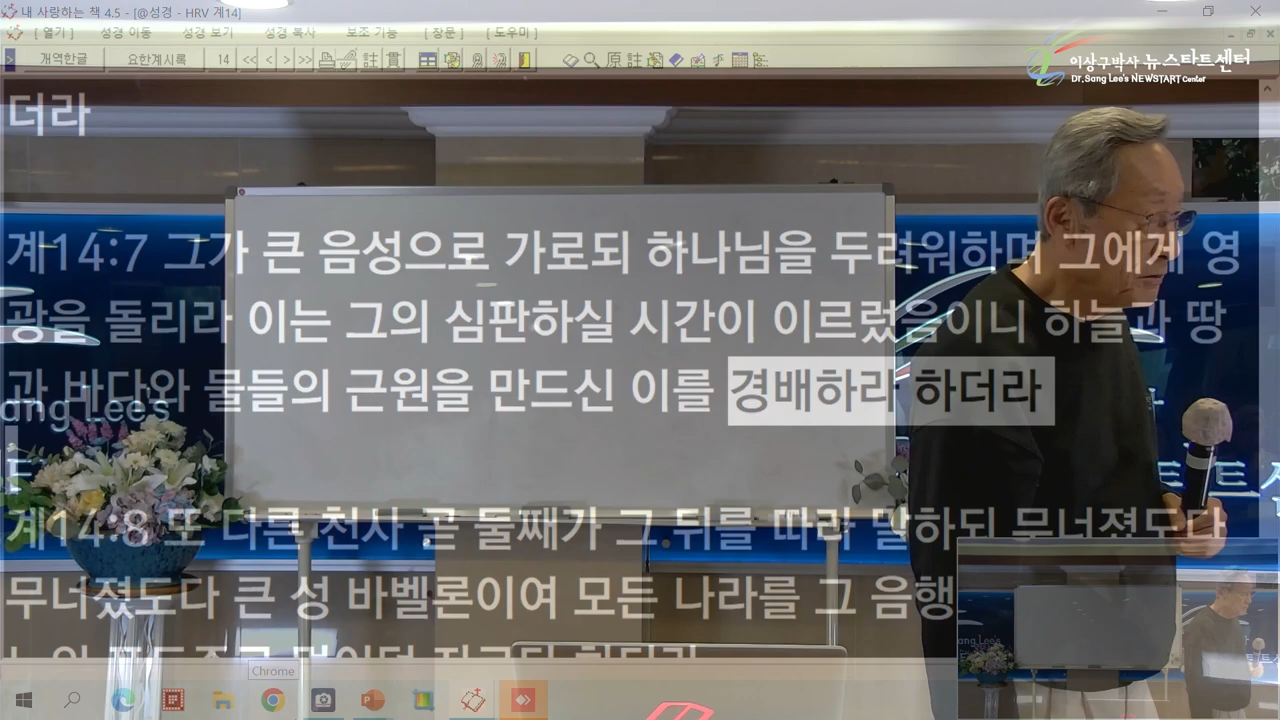 내 사랑하는 책 4.5 - [@성경 - HRV 계14]
[ 열기 ] 성경 이동 성경 보기 성경 복사 보조 기능 [ 창문 ] [ 도우미 ]
개역한글 요한계시록 14 << < > >>
이상구박사 뉴스타트센터
Dr. Sang Lee's NEWSTART Center
더라
계14:7 그가 큰 음성으로 가로되 하나님을 두려워하며 그에게 영
광을 돌리라 이는 그의 심판하실 시간이 이르렀음이니 하늘과 땅
과 바다와 물들의 근원을 만드신 이를 경배하라 하더라
ang Lee's
계14:8 또 다른 천사 곧 둘째가 그 뒤를 따라 말하되 무너졌도다
무너졌도다 큰 성 바벨론이여 모든 나라를 그 음행
Chrome